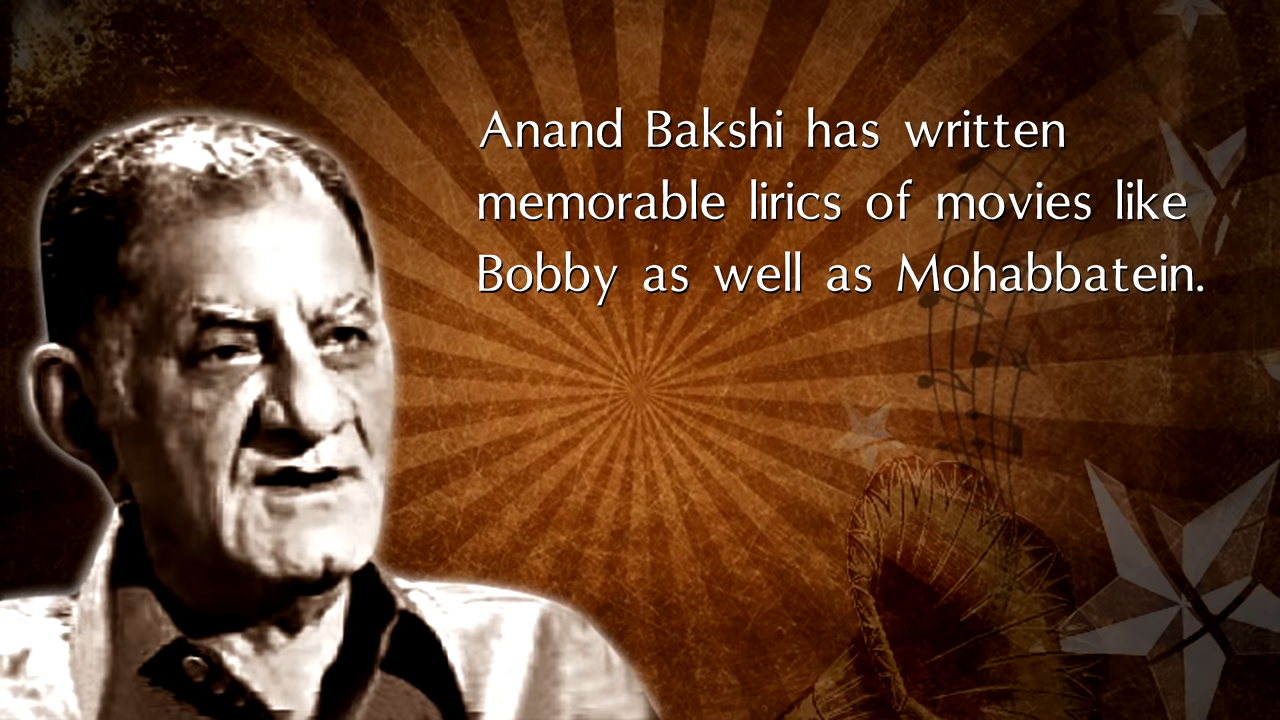 Anand Bakshi has written
memorable lirics of movies like
Bobby as well as Mohabbatein.